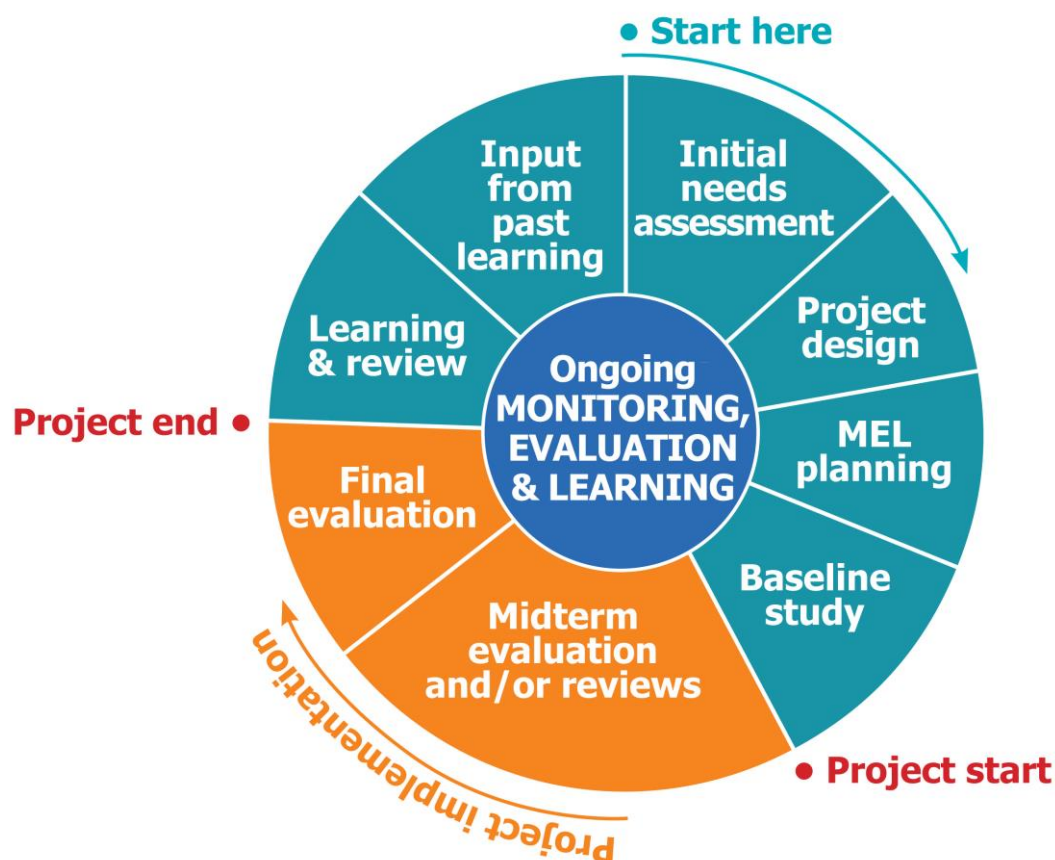 • Start here
Initial
needs
assessment
Project
design
MEL
planning
Baseline
study
• Project start
Midterm
evaluation
and/or reviews
Project implementation
Final
evaluation
Project end •
Learning
& review
Input
from
past
learning
Ongoing
MONITORING,
EVALUATION
& LEARNING